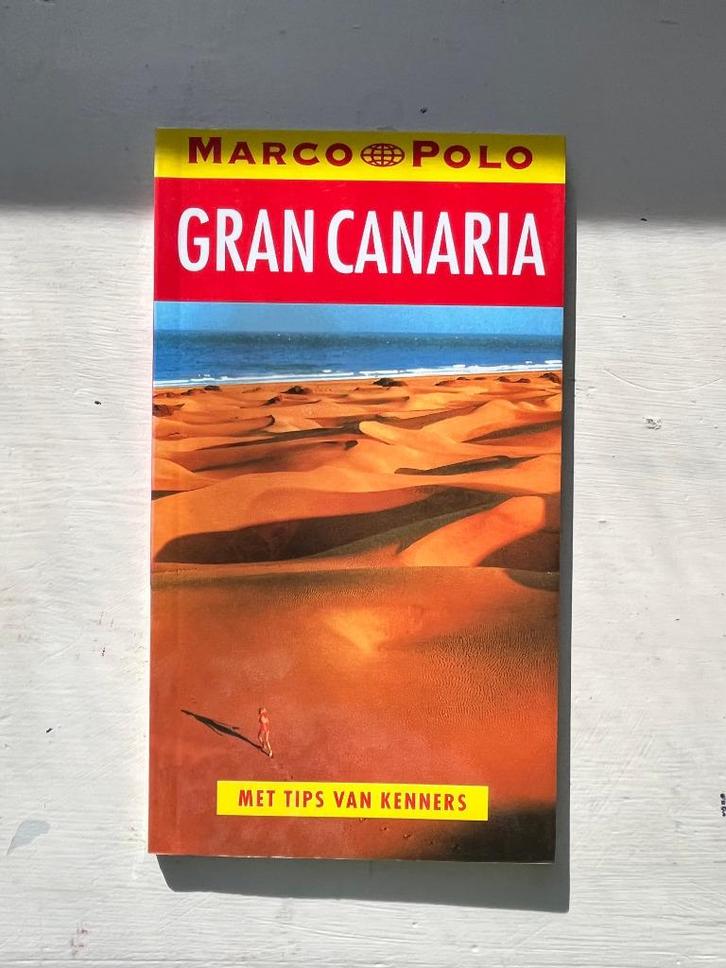 MARCO POLO
GRAN CANARIA
MET TIPS VAN KENNERS